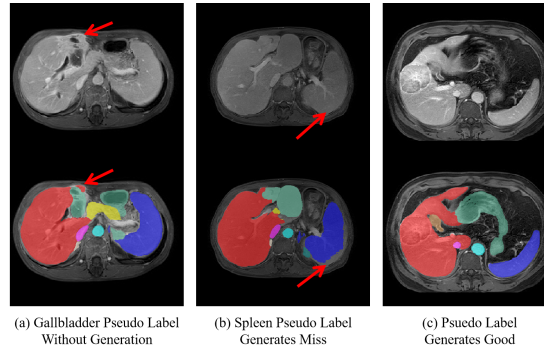 (a) Gallbladder Pseudo Label
Without Generation
(b) Spleen Pseudo Label
Generates Miss
(c) Psuedo Label
Generates Good